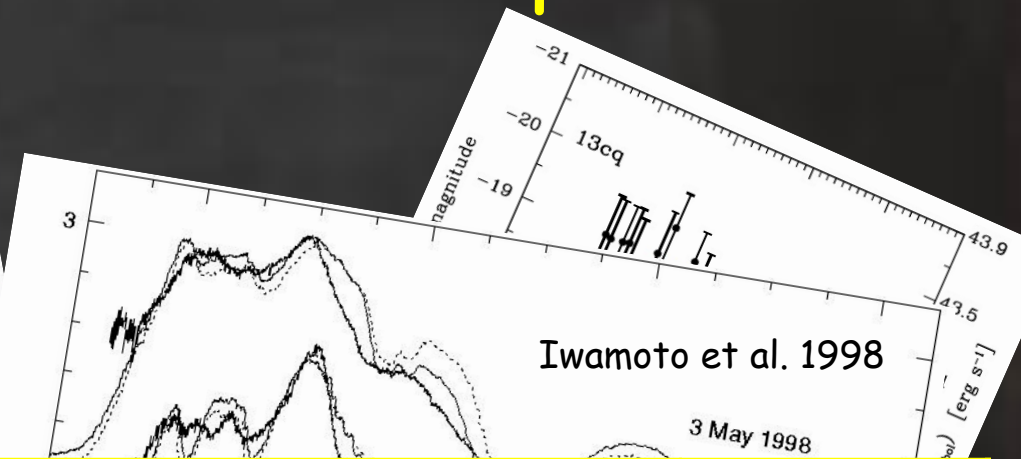 −21
−20
13cq
−19
magnitude
43.9
43.5
[erg s⁻¹]
3
Iwamoto et al. 1998
3 May 1998